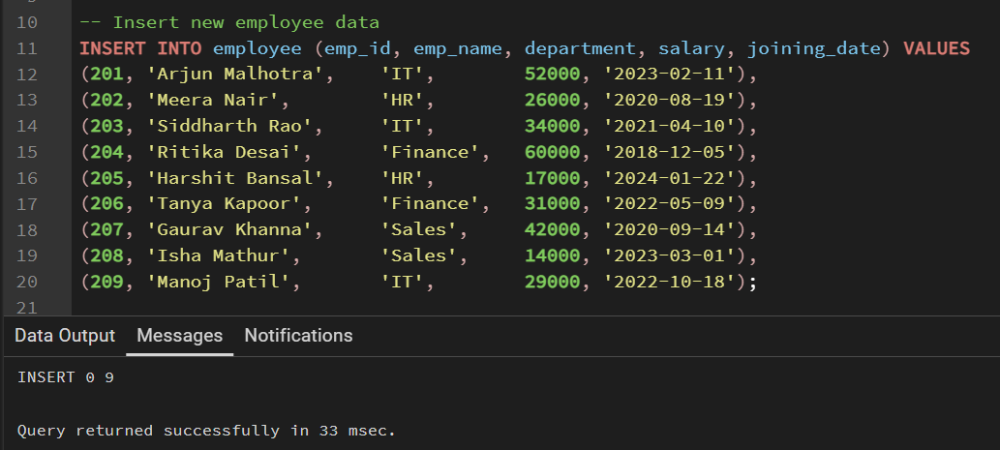 10 -- Insert new employee data
11 INSERT INTO employee (emp_id, emp_name, department, salary, joining_date) VALUES
12 (201, 'Arjun Malhotra', 'IT', 52000, '2023-02-11'),
13 (202, 'Meera Nair', 'HR', 26000, '2020-08-19'),
14 (203, 'Siddharth Rao', 'IT', 34000, '2021-04-10'),
15 (204, 'Ritika Desai', 'Finance', 60000, '2018-12-05'),
16 (205, 'Harshit Bansal', 'HR', 17000, '2024-01-22'),
17 (206, 'Tanya Kapoor', 'Finance', 31000, '2022-05-09'),
18 (207, 'Gaurav Khanna', 'Sales', 42000, '2020-09-14'),
19 (208, 'Isha Mathur', 'Sales', 14000, '2023-03-01'),
20 (209, 'Manoj Patil', 'IT', 29000, '2022-10-18');
21
Data Output Messages Notifications
INSERT 0 9
Query returned successfully in 33 msec.